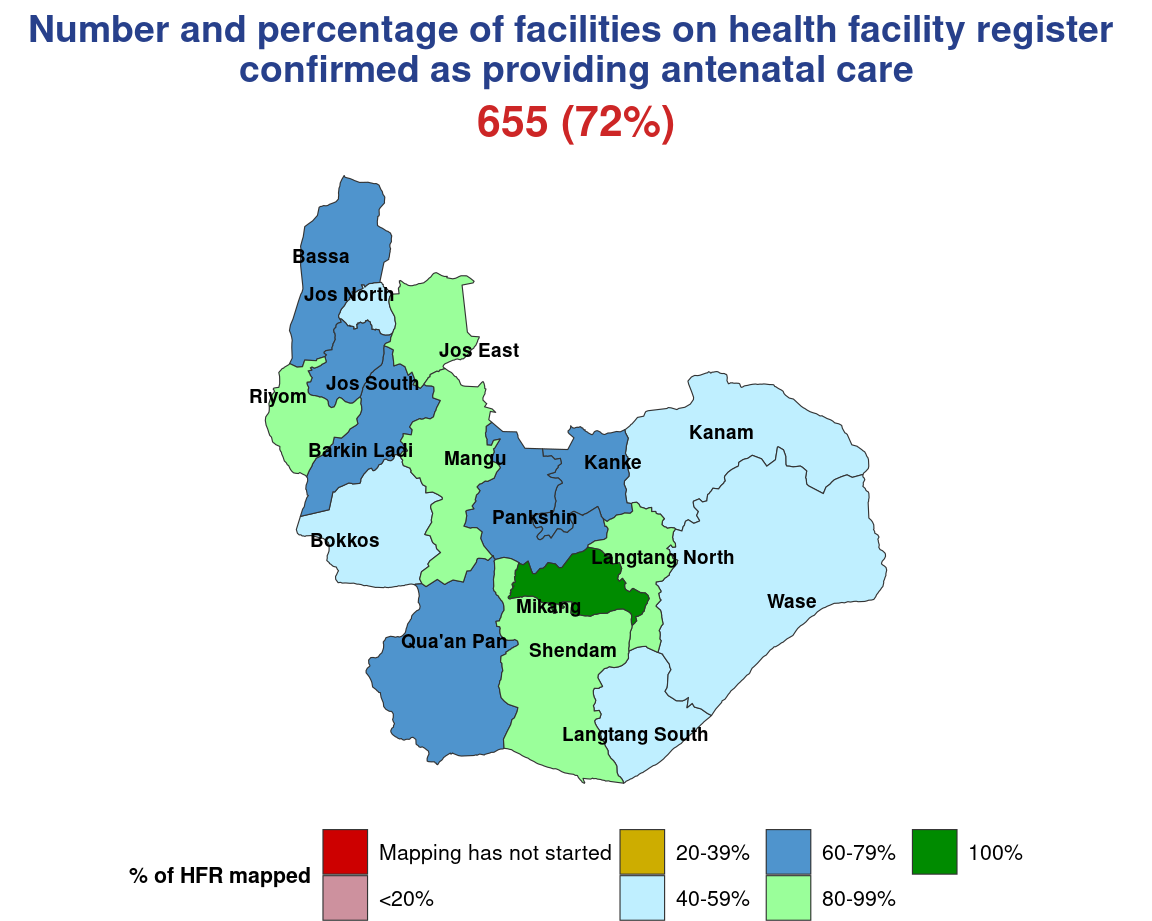 Number and percentage of facilities on health facility register
confirmed as providing antenatal care
655 (72%)
Bassa
Jos North
Jos East
Jos South
Riyom
Kanam
Barkin Ladi
Mangu
Kanke
Pankshin
Bokkos
Langtang North
Wase
Mikang
Qua'an Pan
Shendam
Langtang South
% of HFR mapped
Mapping has not started
<20%
20-39%
40-59%
60-79%
80-99%
100%